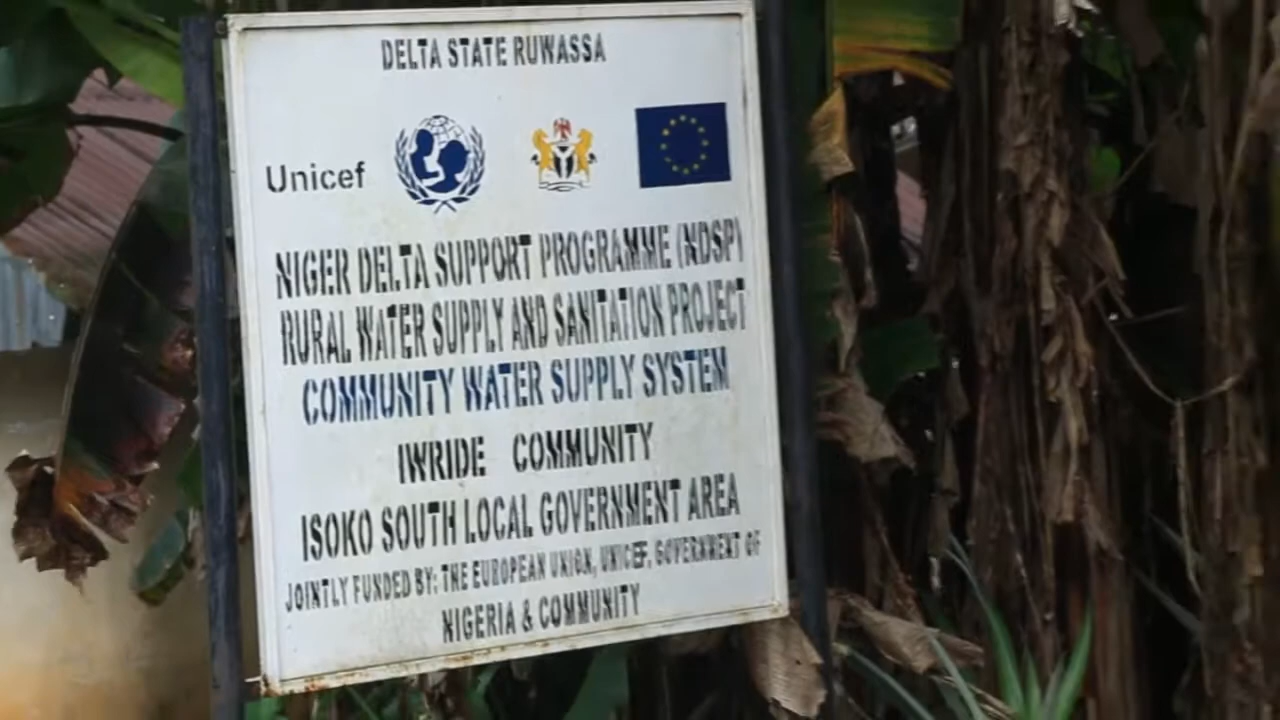 DELTA STATE RUWASSA
Unicef
NIGER DELTA SUPPORT PROGRAMME (NDSP)
RURAL WATER SUPPLY AND SANITATION PROJECT
COMMUNITY WATER SUPPLY SYSTEM
IWRIDE COMMUNITY
ISOKO SOUTH LOCAL GOVERNMENT AREA
JOINTLY FUNDED BY: THE EUROPEAN UNION, UNICEF, GOVERNMENT OF
NIGERIA & COMMUNITY